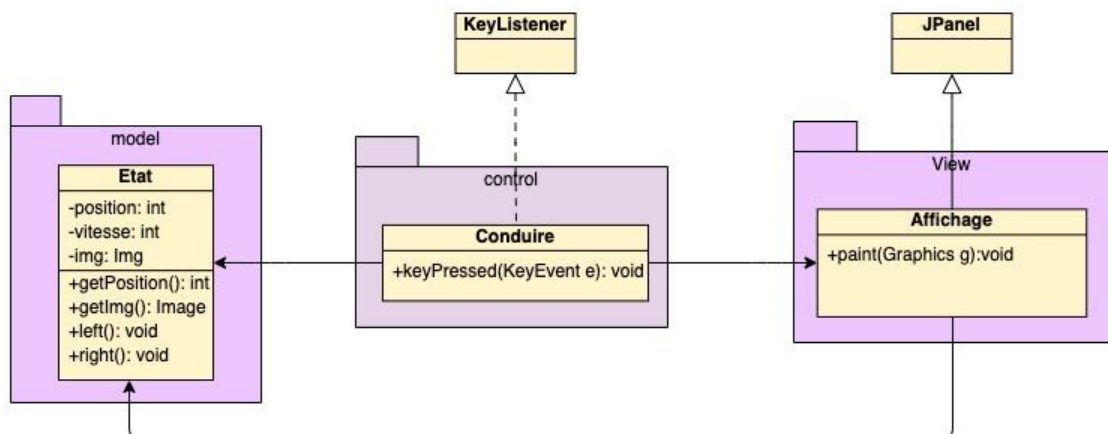 KeyListener
JPanel
model
Etat
-position: int
-vitesse: int
-img: Img
+getPosition(): int
+getImg(): Image
+left(): void
+right(): void
control
Conduire
+keyPressed(KeyEvent e): void
View
Affichage
+paint(Graphics g):void